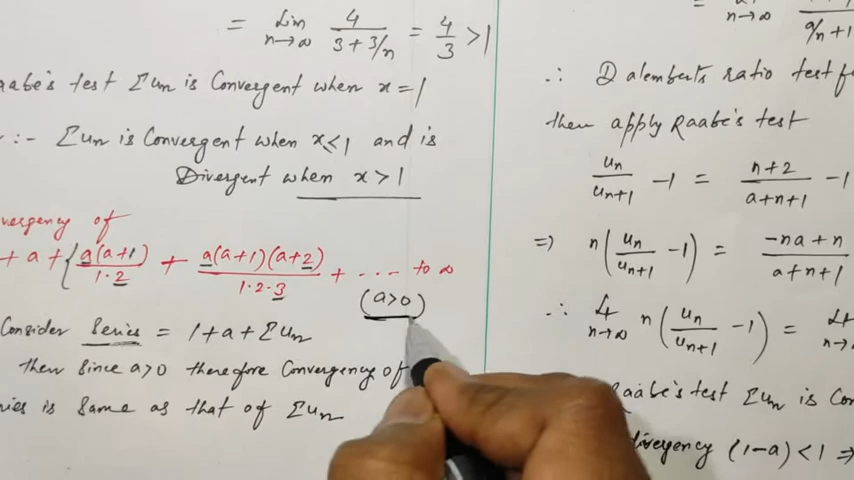 = Lim n→∞ 4 / (3 + 3/n) = 4/3 > 1
Raabe's test Σun is Convergent when x = 1
:- Σun is Convergent when x ≤ 1 and is
Divergent when x > 1
of
+ a + { a(a+1) / 1·2 + a(a+1)(a+2) / 1·2·3 + .... to ∞
(a>0)
Consider Series = 1 + a + Σun
then since a>0 therefore Convergency of
is Same as that of Σun
n→∞ a/n + 1
∴ D alembert's ratio test
then apply Raabe's test
un / un+1 - 1 = n+2 / a+n+1 - 1
⇒ n( un / un+1 - 1) = -na + n / a+n+1
∴ Lt n→∞ n( un / un+1 - 1) = Lt n→
Raabe's test Σun is
(1-a) < 1 ⇒